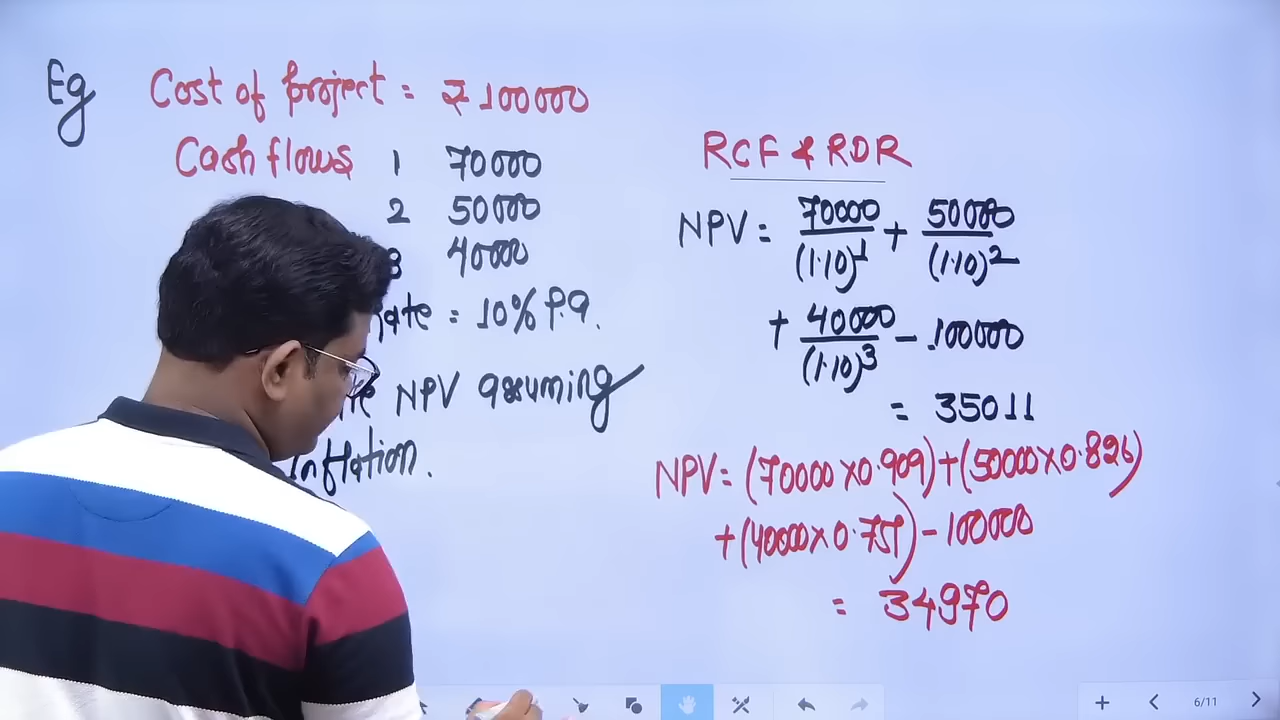 Eg Cost of project = ₹100000
Cash flows 1 70000
2 50000
3 40000
rate = 10% P.a.
NPV assuming
inflation.
RCF & RDR
NPV = 70000/(1.10)^1 + 50000/(1.10)^2
+ 40000/(1.10)^3 - 100000
= 35011
NPV = (70000×0.909)+(50000×0.826)
+(40000×0.751)-100000
= 34970
6/11